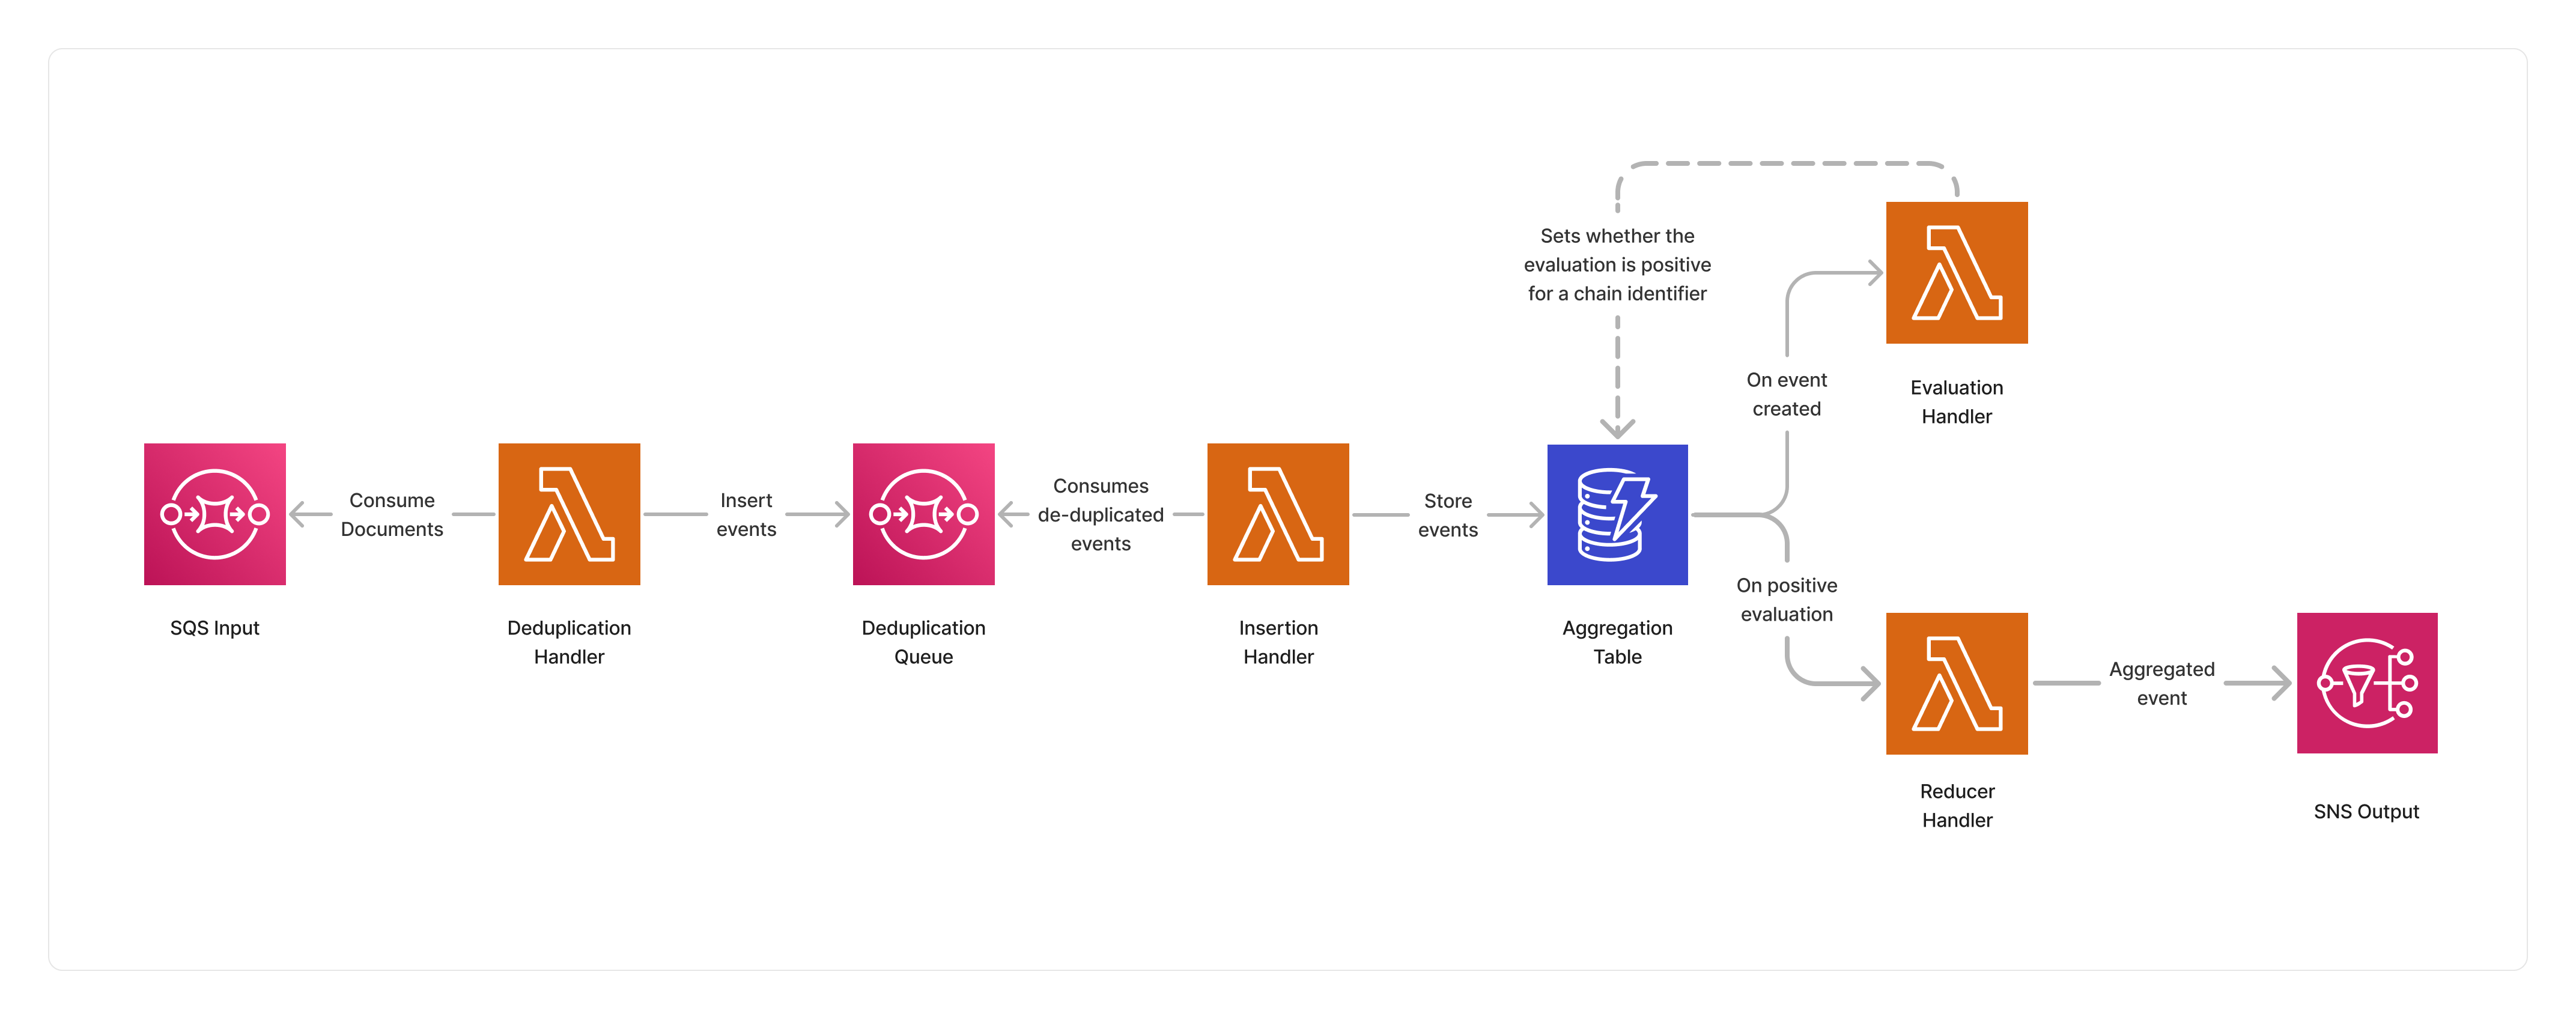 Sets whether the
evaluation is positive
for a chain identifier
On event
created
Evaluation
Handler
Consume
Documents
Insert
events
Consumes
de-duplicated
events
Store
events
SQS Input
Deduplication
Handler
Deduplication
Queue
Insertion
Handler
Aggregation
Table
On positive
evaluation
Aggregated
event
Reducer
Handler
SNS Output